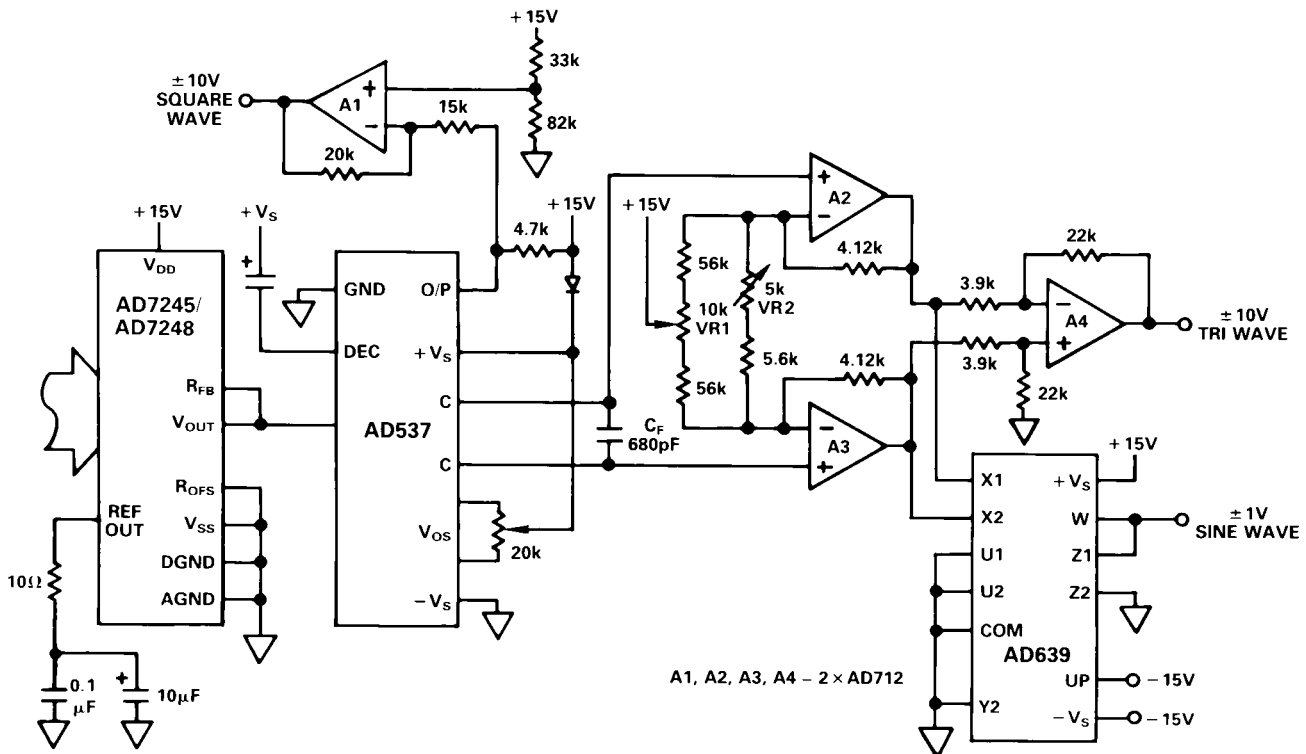 +15V
33k
± 10V
SQUARE
WAVE
A1
+
−
15k
82k
20k
+15V
+VS
+
+15V
4.7k
VDD
AD7245/
AD7248
RFB
VOUT
ROFS
VSS
DGND
AGND
REF
OUT
10Ω
0.1
μF
+
10μF
GND
DEC
AD537
O/P
+VS
C
C
VOS
−VS
20k
CF
680pF
+15V
56k
10k
VR1
56k
5k
VR2
5.6k
+
−
A2
4.12k
4.12k
−
+
A3
3.9k
3.9k
22k
−
+
A4
22k
± 10V
TRI WAVE
+15V
X1
X2
U1
U2
COM
Y2
+VS
W
Z1
Z2
AD639
UP
−VS
± 1V
SINE WAVE
−15V
−15V
A1, A2, A3, A4 – 2 × AD712